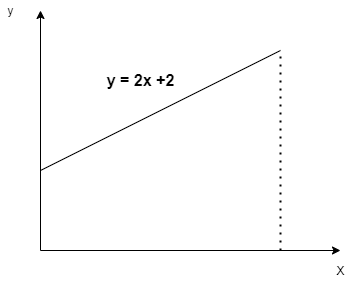 y
y = 2x +2
X